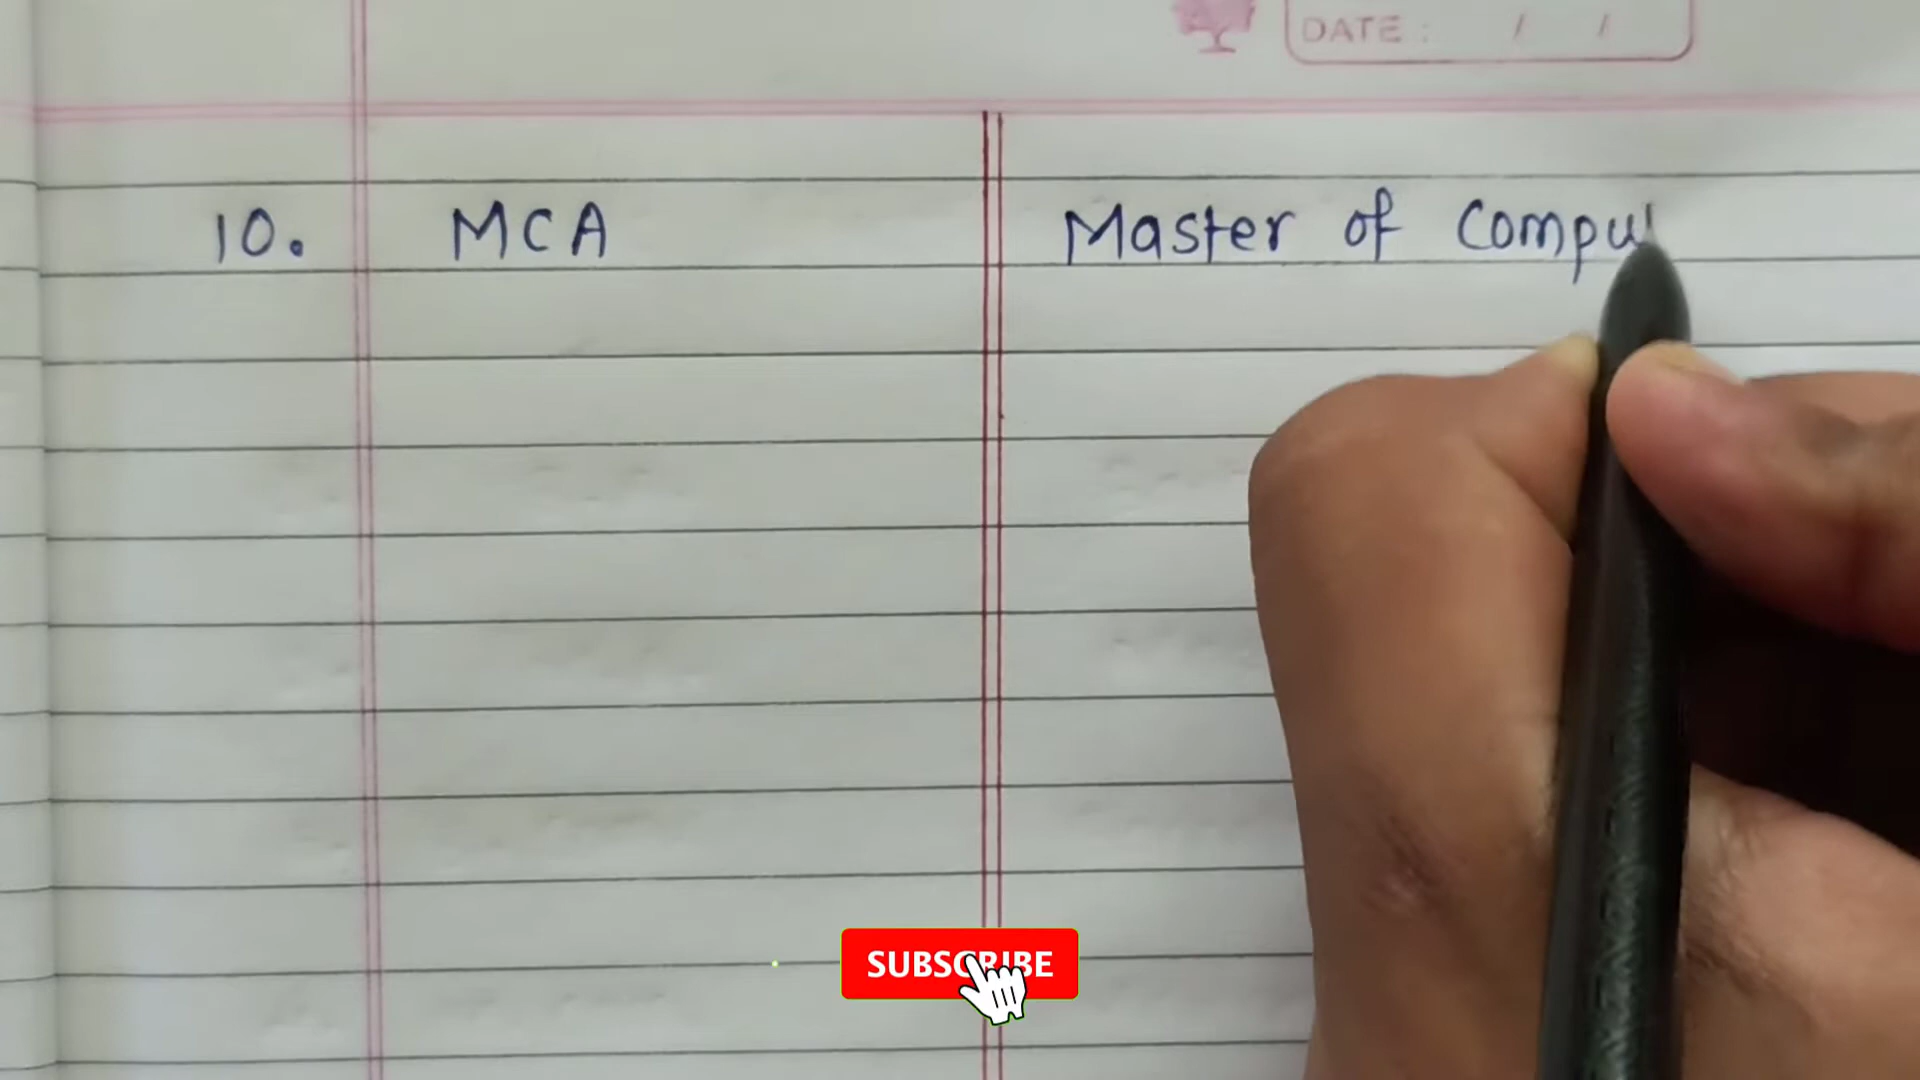 DATE : / /
10. MCA Master of Compu
SUBSCRIBE